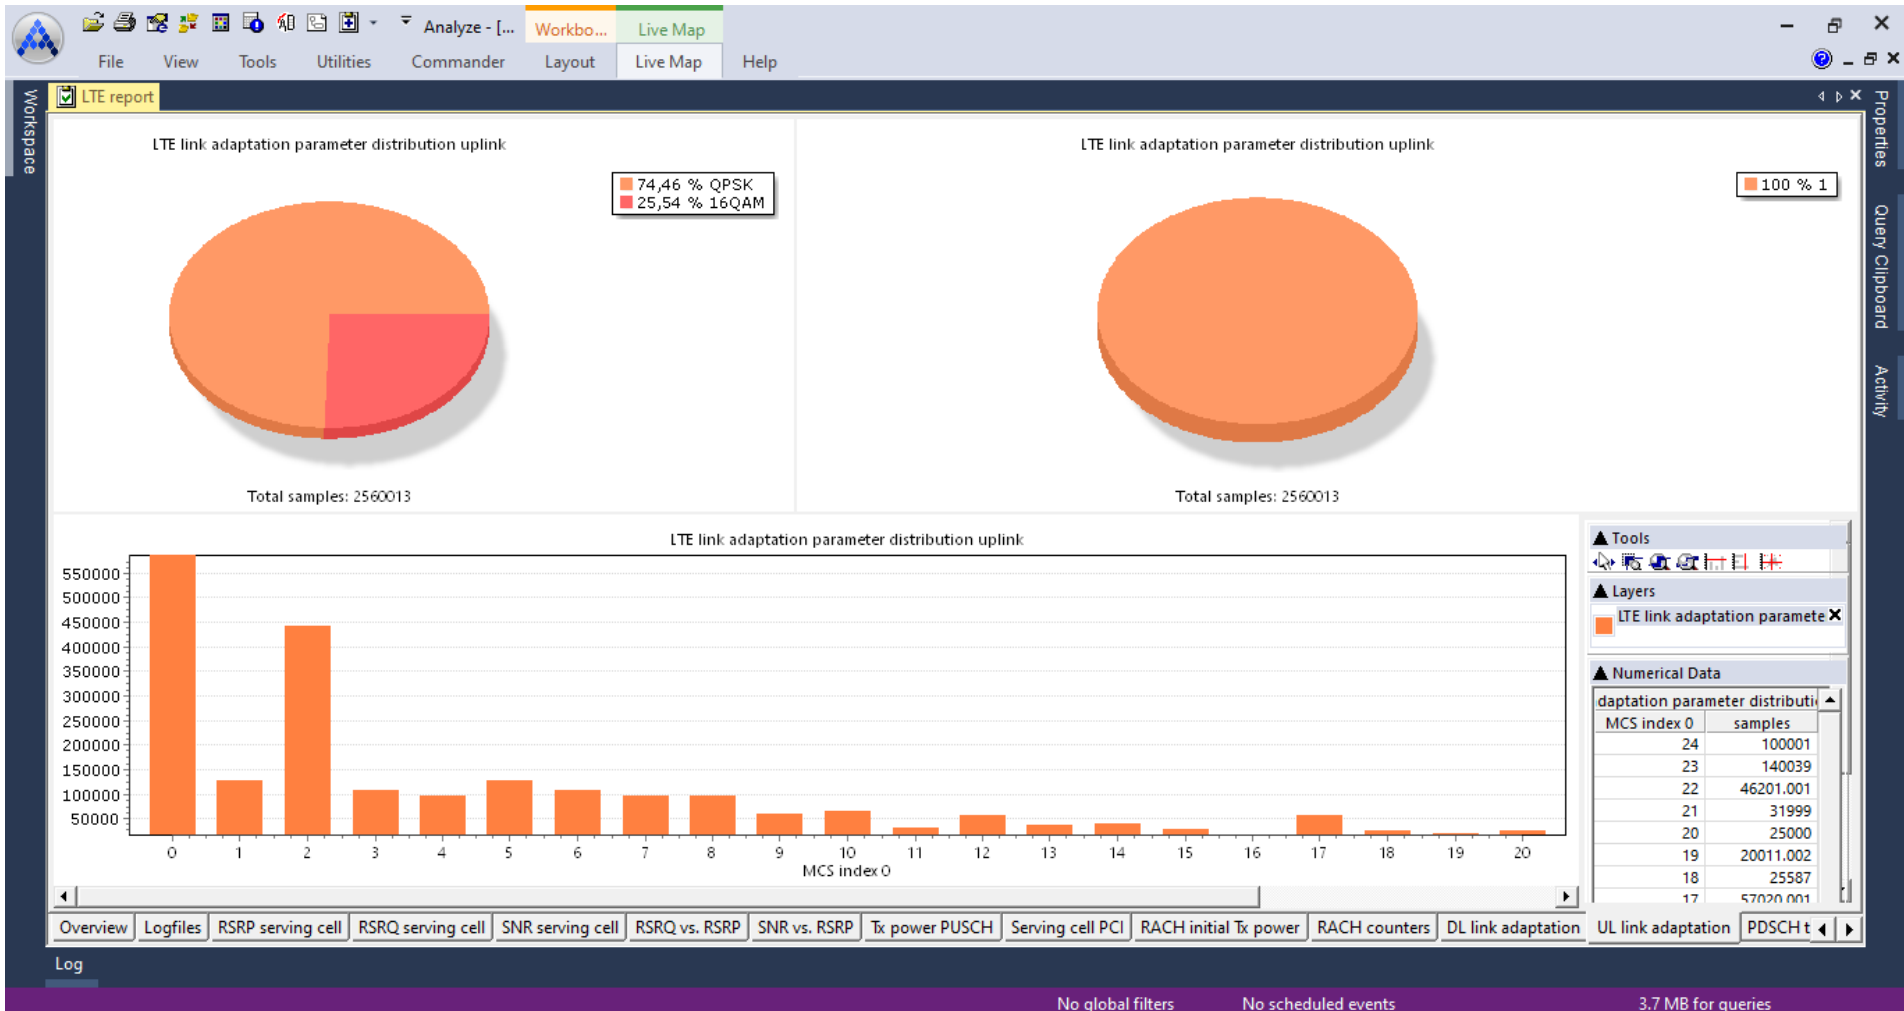 Analyze - [...
Workbo...
Live Map
File
View
Tools
Utilities
Commander
Layout
Live Map
Help
Workspace
LTE report
Properties
Query Clipboard
Activity
LTE link adaptation parameter distribution uplink
74,46 % QPSK
25,54 % 16QAM
Total samples: 2560013
LTE link adaptation parameter distribution uplink
100 % 1
Total samples: 2560013
LTE link adaptation parameter distribution uplink
550000
500000
450000
400000
350000
300000
250000
200000
150000
100000
50000
0 1 2 3 4 5 6 7 8 9 10 11 12 13 14 15 16 17 18 19 20
MCS index 0
Tools
Layers
LTE link adaptation paramete
Numerical Data
daptation parameter distributi
MCS index 0 samples
24 100001
23 140039
22 46201.001
21 31999
20 25000
19 20011.002
18 25587
17 57020.001
Overview
Logfiles
RSRP serving cell
RSRQ serving cell
SNR serving cell
RSRQ vs. RSRP
SNR vs. RSRP
Tx power PUSCH
Serving cell PCI
RACH initial Tx power
RACH counters
DL link adaptation
UL link adaptation
PDSCH t
Log
No global filters
No scheduled events
3.7 MB for queries